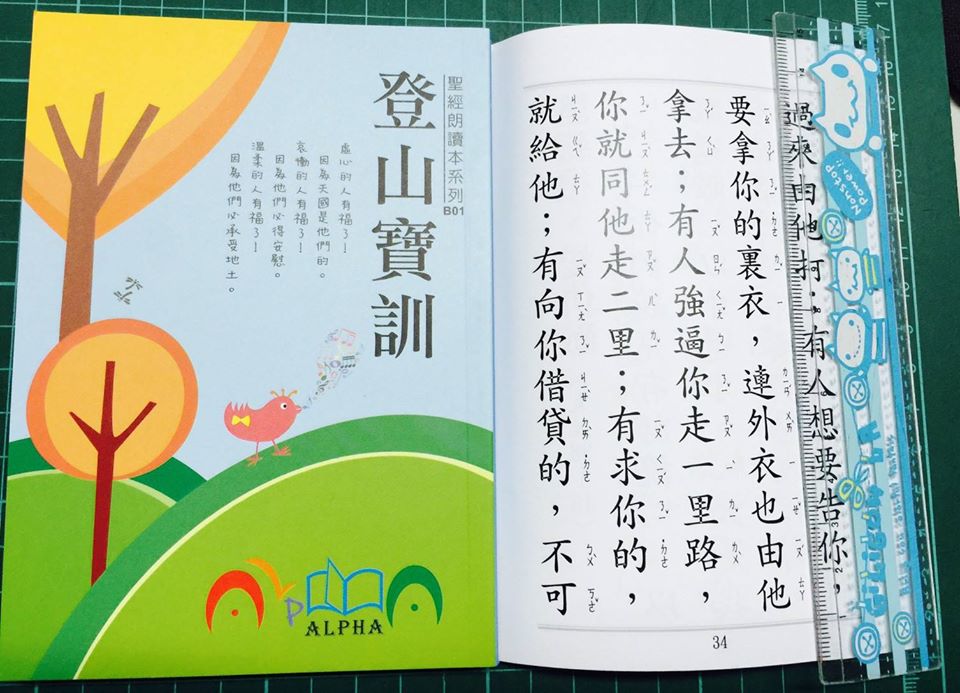 聖經朗讀本系列 B01
登山寶訓
虛心的人有福了!
因為天國是他們的。
哀慟的人有福了!
因為他們必得安慰。
溫柔的人有福了!
因為他們必承受地土。
ALPHA
過來由他打;有人想要告你,
要拿你的裏衣,連外衣也由他
拿去;有人強逼你走一里路,
你就同他走二里;有求你的,
就給他;有向你借貸的,不可
34
Nonstop
Power!!